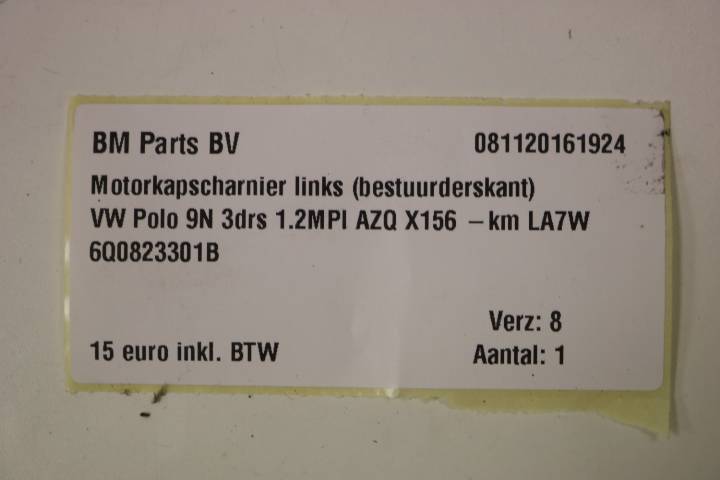 BM Parts BV 081120161924
Motorkapscharnier links (bestuurderskant)
VW Polo 9N 3drs 1.2MPI AZQ X156 –km LA7W
6Q0823301B
Verz: 8
15 euro inkl. BTW Aantal: 1